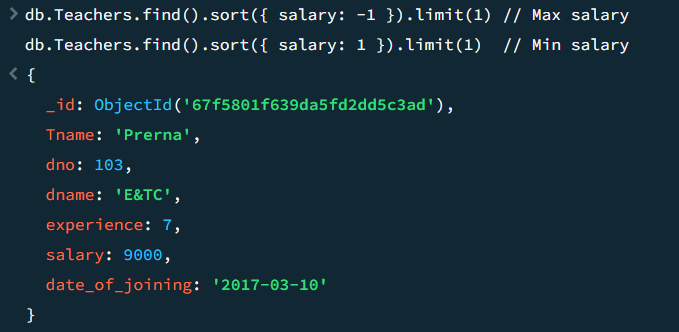 > db.Teachers.find().sort({ salary: -1 }).limit(1) // Max salary
db.Teachers.find().sort({ salary: 1 }).limit(1)  // Min salary
< {
_id: ObjectId('67f5801f639da5fd2dd5c3ad'),
Tname: 'Prerna',
dno: 103,
dname: 'E&TC',
experience: 7,
salary: 9000,
date_of_joining: '2017-03-10'
}